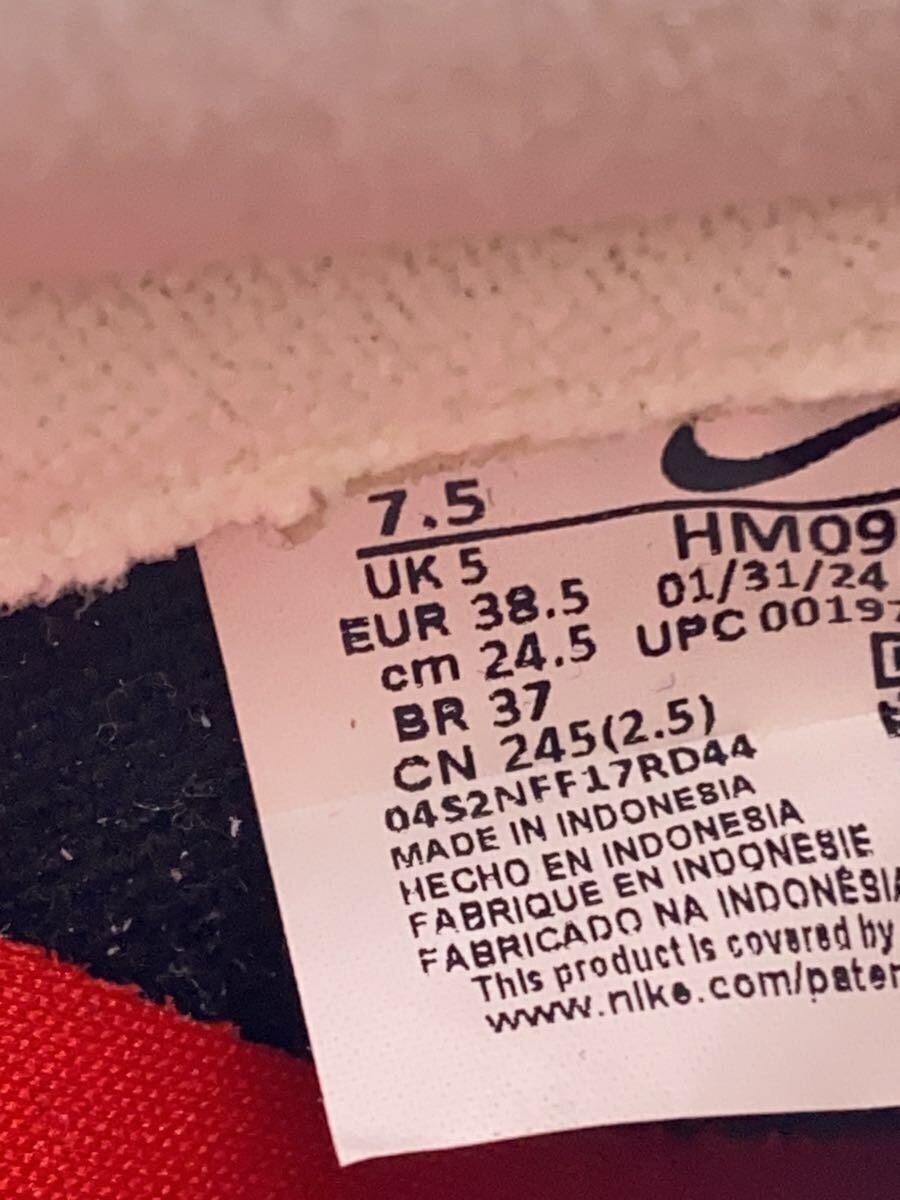 7.5
UK 5
HM09
EUR 38.5
01/31/24
cm 24.5
UPC 00197
BR 37
CN 245(2.5)
04S2NFF17RD44
MADE IN INDONESIA
HECHO EN INDONESIA
FABRIQUE EN INDONESIE
FABRICADO NA INDONÉSIA
This product is covered by
www.nike.com/paten